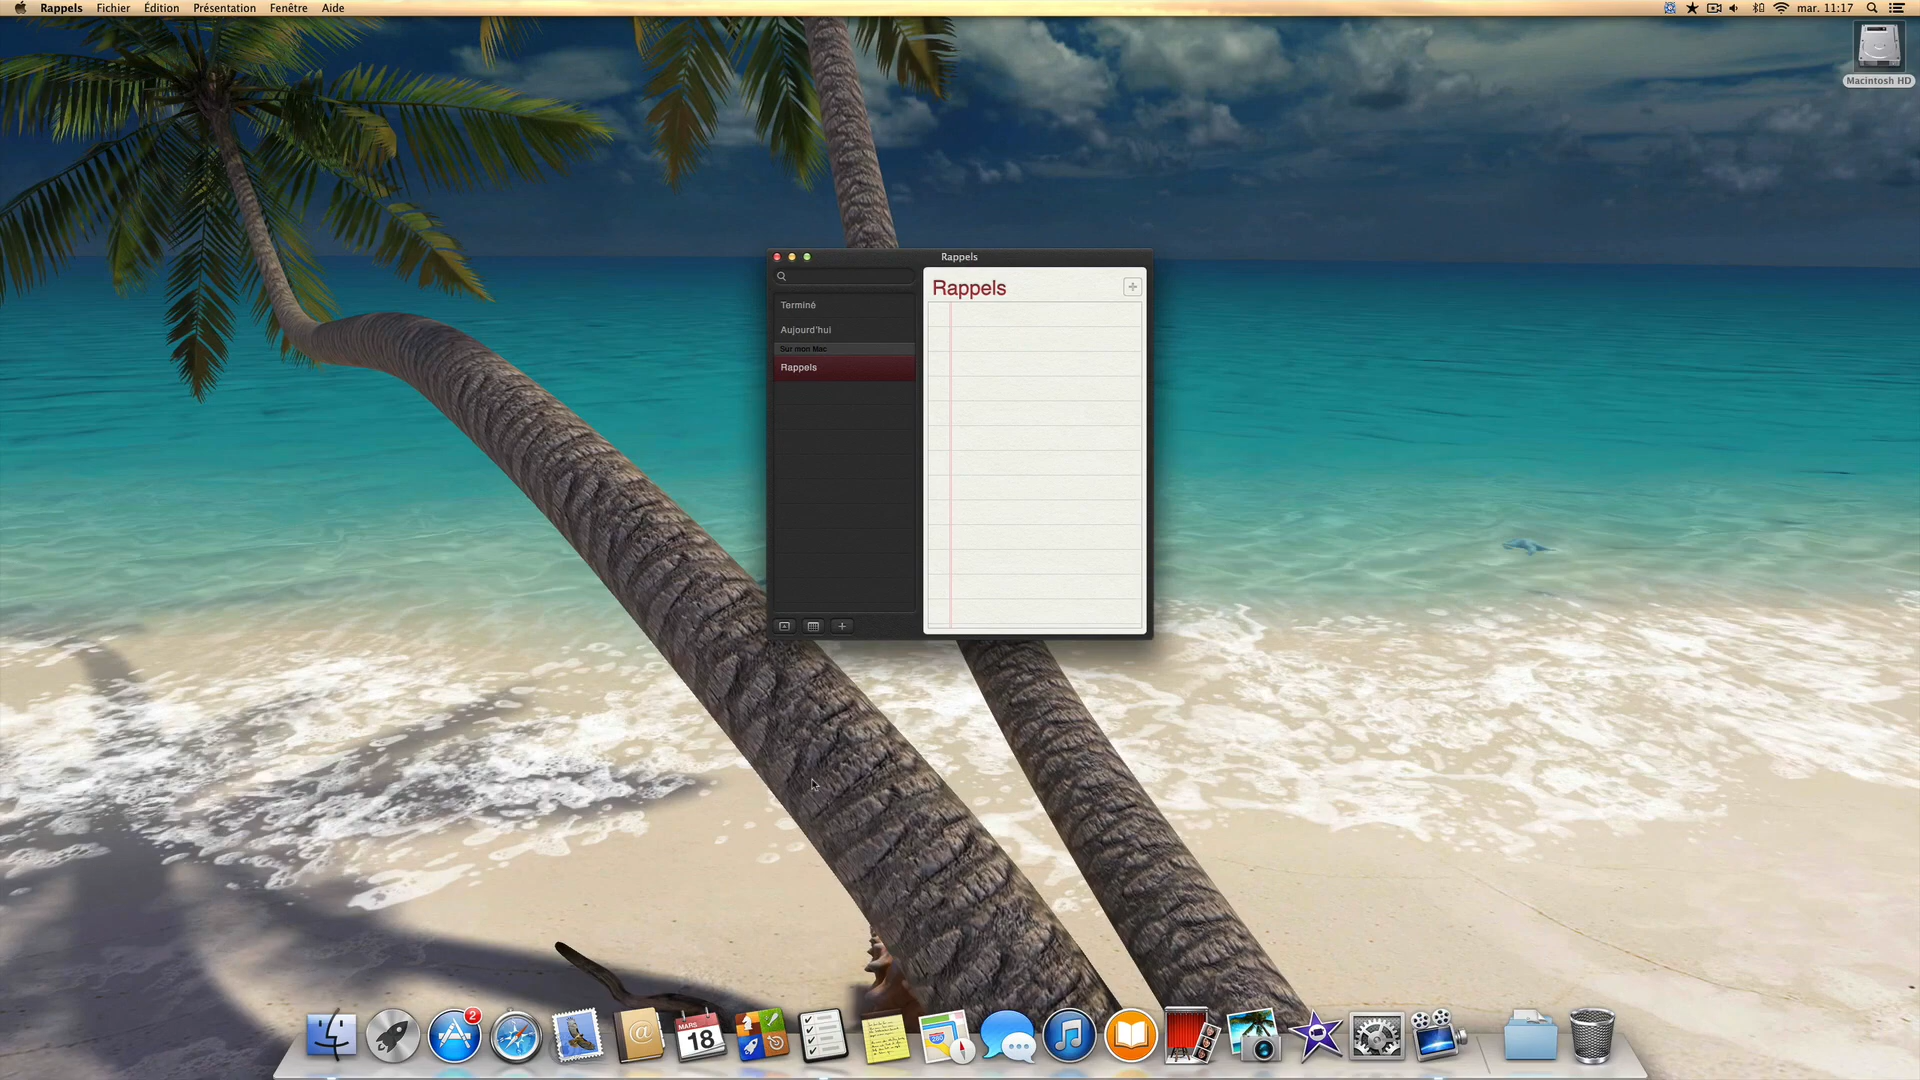 Rappels Fichier Édition Présentation Fenêtre Aide mar. 11:17
Macintosh HD
Rappels
Terminé
Aujourd'hui
Sur mon Mac
Rappels
Rappels
2
MARS
18